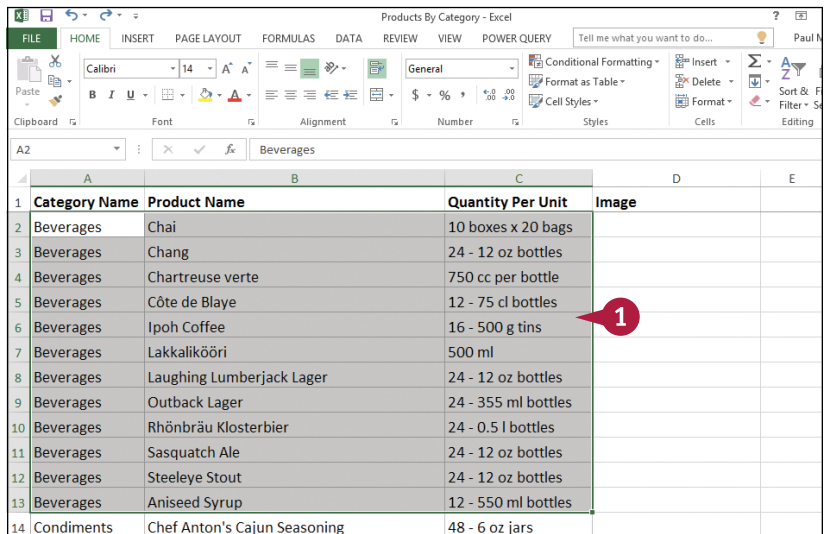 Products By Category - Excel ?
FILE HOME INSERT PAGE LAYOUT FORMULAS DATA REVIEW VIEW POWER QUERY Tell me what you want to do... Paul M
Calibri 14 A A General Conditional Formatting Insert Σ A Z
Paste B I U A $ % , .00 .0 Format as Table Delete Sort & Fi
Cell Styles Format Filter Se
Clipboard Font Alignment Number Styles Cells Editing
A2 fx Beverages
A B C D E
1 Category Name Product Name Quantity Per Unit Image
2 Beverages Chai 10 boxes x 20 bags
3 Beverages Chang 24 - 12 oz bottles
4 Beverages Chartreuse verte 750 cc per bottle
5 Beverages Côte de Blaye 12 - 75 cl bottles
6 Beverages Ipoh Coffee 16 - 500 g tins 1
7 Beverages Lakkalikööri 500 ml
8 Beverages Laughing Lumberjack Lager 24 - 12 oz bottles
9 Beverages Outback Lager 24 - 355 ml bottles
10 Beverages Rhönbräu Klosterbier 24 - 0.5 l bottles
11 Beverages Sasquatch Ale 24 - 12 oz bottles
12 Beverages Steeleye Stout 24 - 12 oz bottles
13 Beverages Aniseed Syrup 12 - 550 ml bottles
14 Condiments Chef Anton's Cajun Seasoning 48 - 6 oz jars